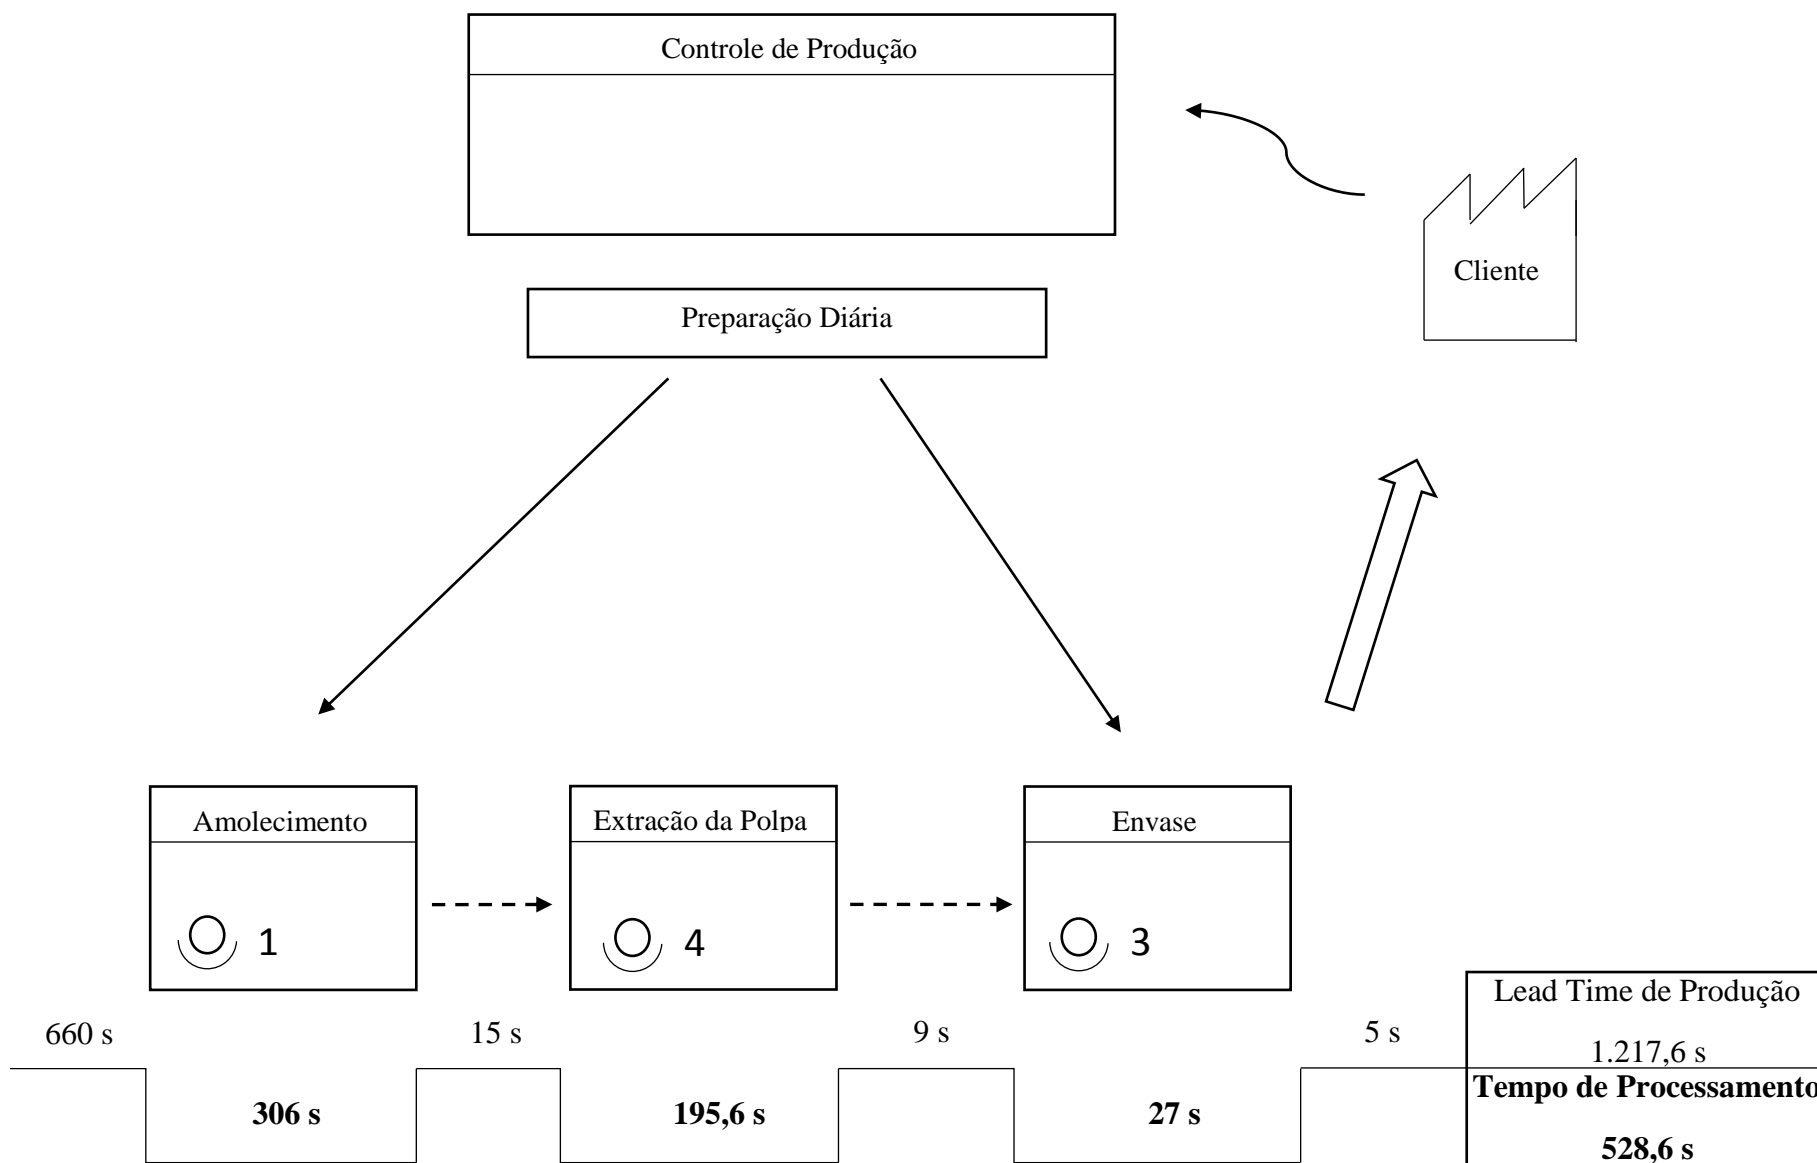 Controle de Produção
Cliente
Preparação Diária
Amolecimento
Extração da Polpa
Envase
1
4
3
Lead Time de Produção
660 s
15 s
9 s
5 s
1.217,6 s
Tempo de Processamento
306 s
195,6 s
27 s
528,6 s